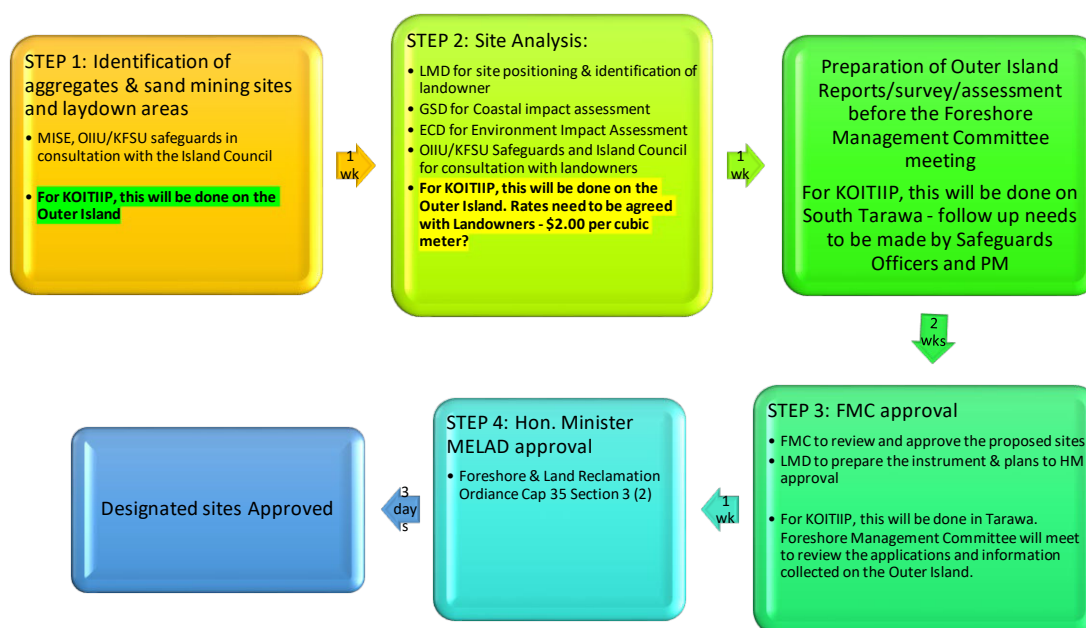 STEP 1: Identification of
aggregates & sand mining sites
and laydown areas
• MISE, OIIU/KFSU safeguards in
consultation with the Island Council
• For KOITIIP, this will be done on the
Outer Island
1
wk
STEP 2: Site Analysis:
• LMD for site positioning & identification of
landowner
• GSD for Coastal impact assessment
• ECD for Environment Impact Assessment
• OIIU/KFSU Safeguards and Island Council
for consultation with landowners
• For KOITIIP, this will be done on the
Outer Island. Rates need to be agreed
with Landowners - $2.00 per cubic
meter?
1
wk
Preparation of Outer Island
Reports/survey/assessment
before the Foreshore
Management Committee
meeting
For KOITIIP, this will be done on
South Tarawa - follow up needs
to be made by Safeguards
Officers and PM
2
wks
STEP 3: FMC approval
• FMC to review and approve the proposed sites
• LMD to prepare the instrument & plans to HM
approval
• For KOITIIP, this will be done in Tarawa.
Foreshore Management Committee will meet
to review the applications and information
collected on the Outer Island.
1
wk
STEP 4: Hon. Minister
MELAD approval
• Foreshore & Land Reclamation
Ordiance Cap 35 Section 3 (2)
3
day
s
Designated sites Approved